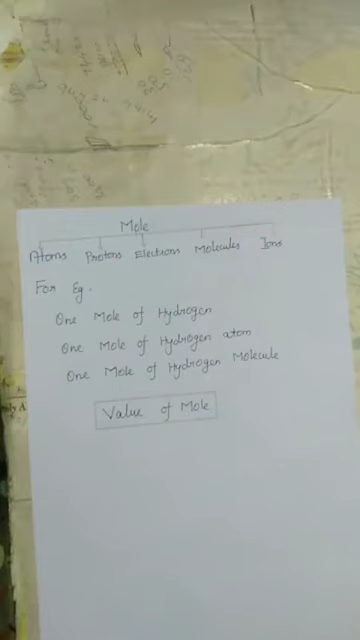 Mole
Atoms Protons Electrons Molecules Ions
For Eg.
One Mole of Hydrogen
One Mole of Hydrogen atom
One Mole of Hydrogen Molecule
Value of Mole